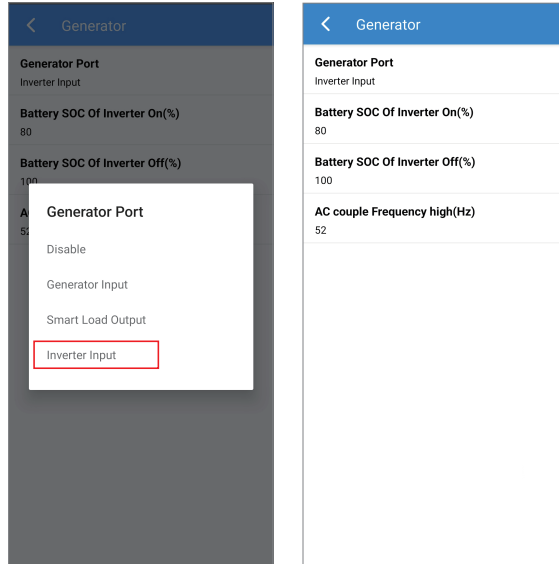 Generator
Generator Port
Inverter Input
Battery SOC Of Inverter On(%)
80
Battery SOC Of Inverter Off(%)
100
A
52
Generator Port
Disable
Generator Input
Smart Load Output
Inverter Input
Generator
Generator Port
Inverter Input
Battery SOC Of Inverter On(%)
80
Battery SOC Of Inverter Off(%)
100
AC couple Frequency high(Hz)
52